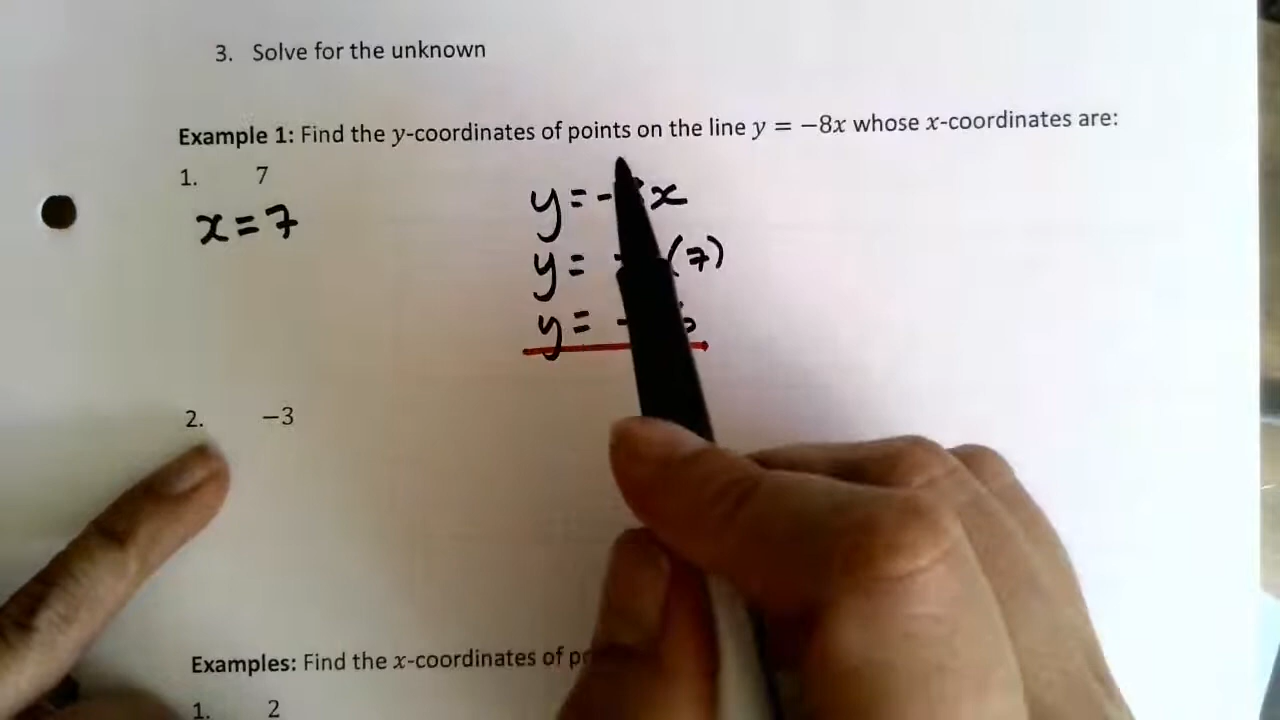 3. Solve for the unknown
Example 1: Find the y-coordinates of points on the line y = −8x whose x-coordinates are:
1. 7
x = 7
y = - x
y = (7)
y = -
2. −3
Examples: Find the x-coordinates of
1. 2